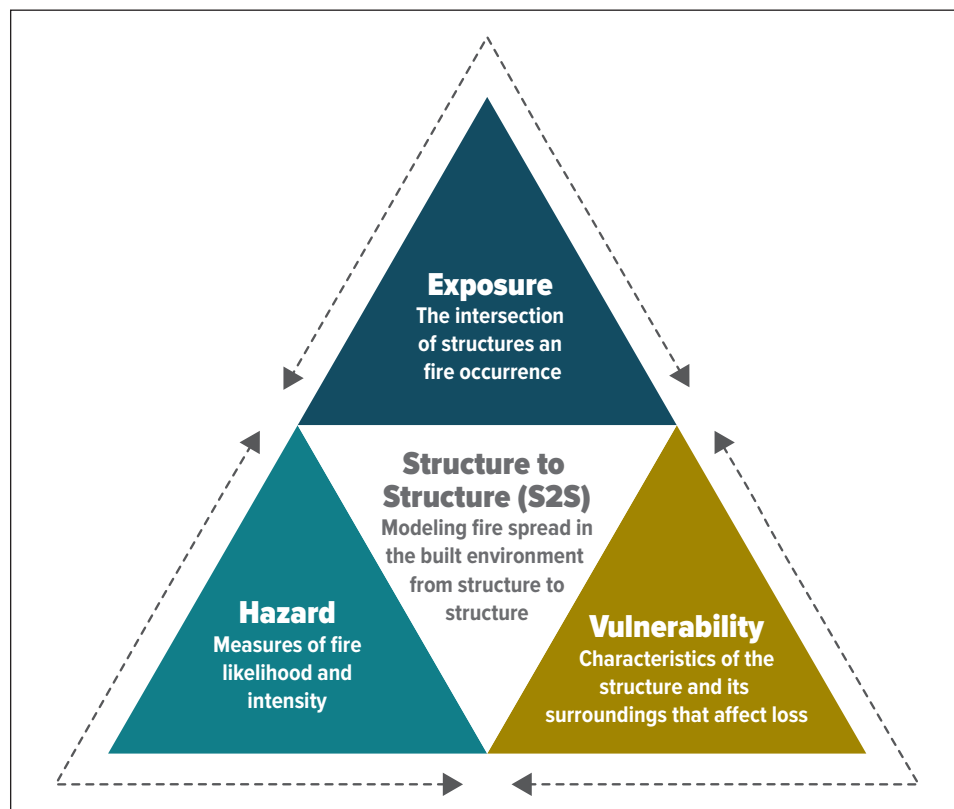 Exposure
The intersection
of structures an
fire occurrence
Structure to
Structure (S2S)
Modeling fire spread in
the built environment
from structure to
structure
Hazard
Measures of fire
likelihood and
intensity
Vulnerability
Characteristics of the
structure and its
surroundings that affect loss